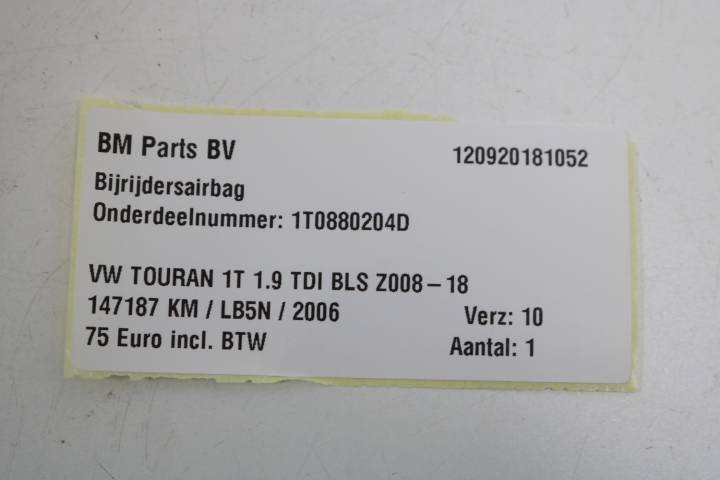 BM Parts BV 120920181052
Bijrijdersairbag
Onderdeelnummer: 1T0880204D
VW TOURAN 1T 1.9 TDI BLS Z008-18
147187 KM / LB5N / 2006 Verz: 10
75 Euro incl. BTW Aantal: 1